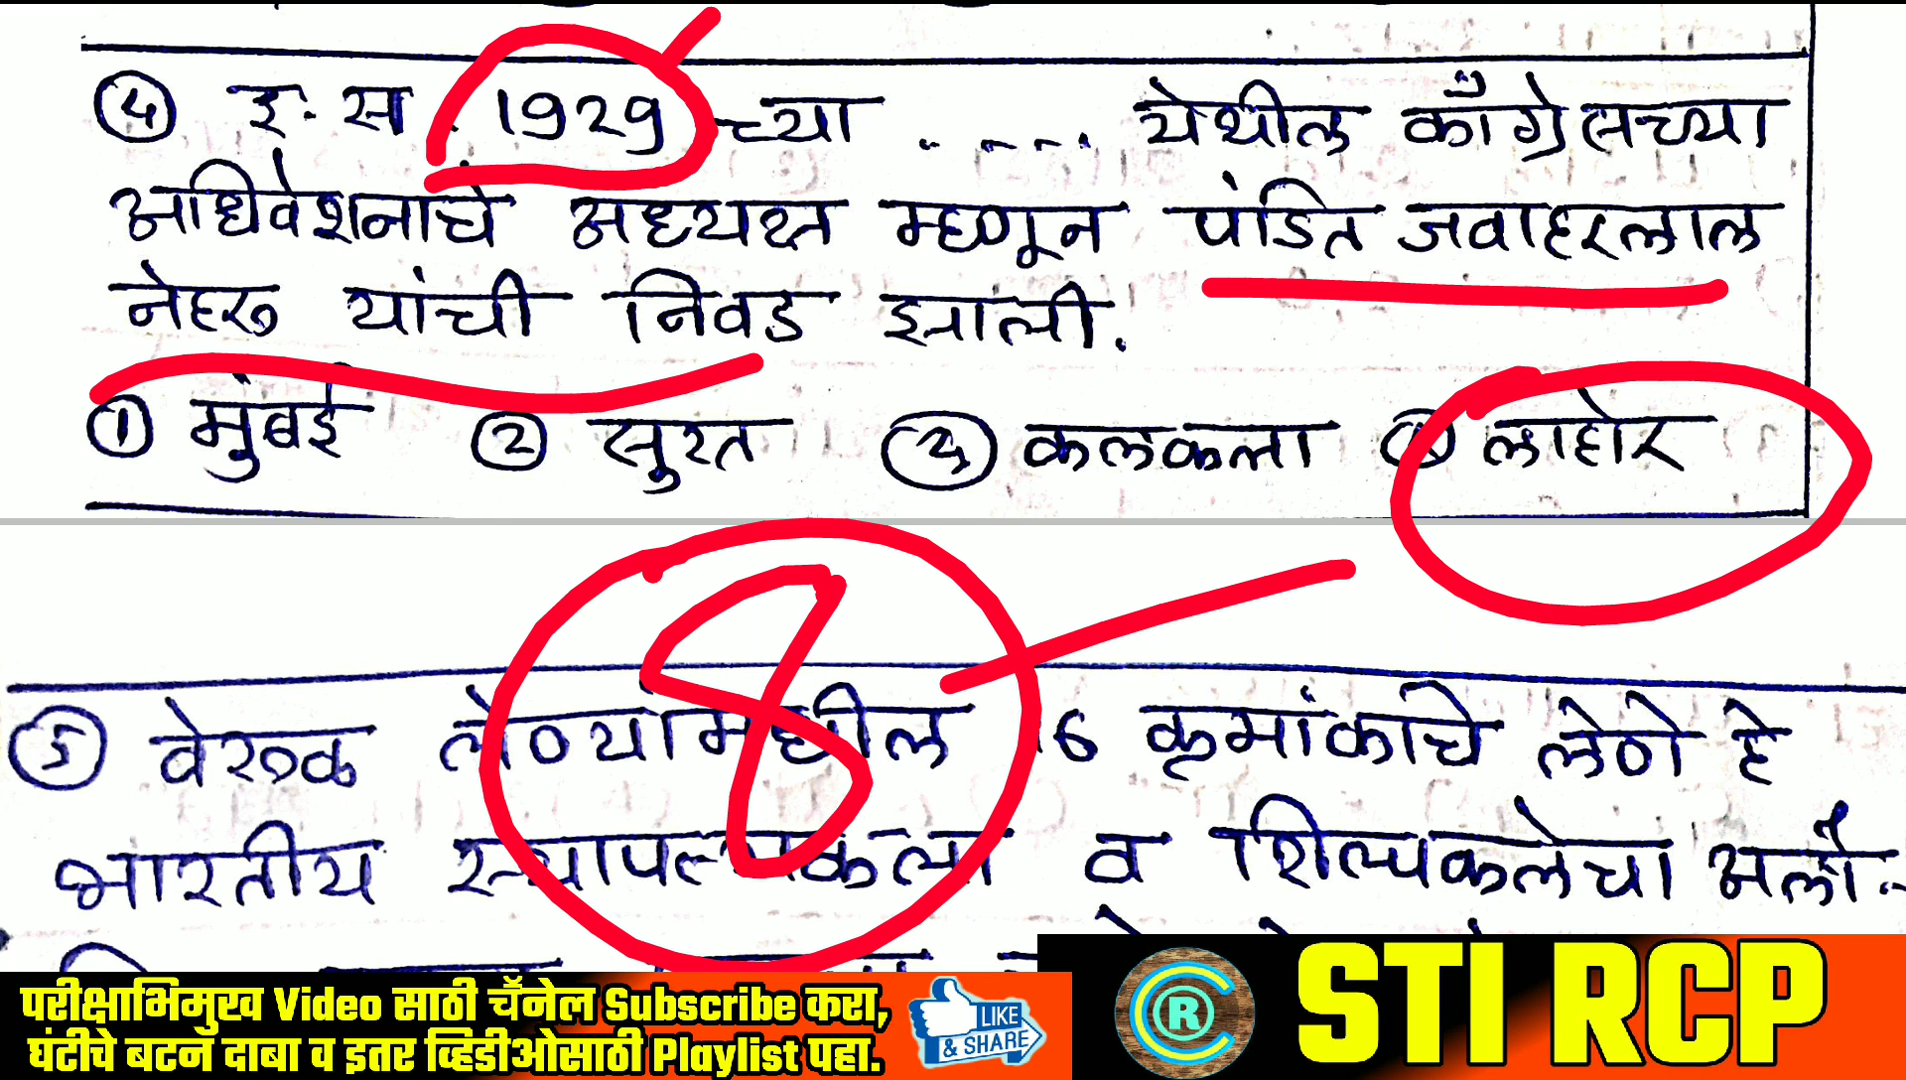 ④ इ. स. 1929 च्या ..... येथील काँग्रेसच्या
अधिवेशनाचे अध्यक्ष म्हणून पंडित जवाहरलाल
नेहरू यांची निवड झाली.
① मुंबई ② सुरत ③ कलकत्ता ④ लाहोर
8
⑤ वेरूळ लेण्यांमधील 16 क्रमांकाचे लेणे हे
भारतीय स्थापत्यकला व शिल्पकलेचा अलौ-
परीक्षाभिमुख Video साठी चॅनेल Subscribe करा,
घंटीचे बटन दाबा व इतर व्हिडीओसाठी Playlist पहा.
LIKE
& SHARE
R
STI RCP